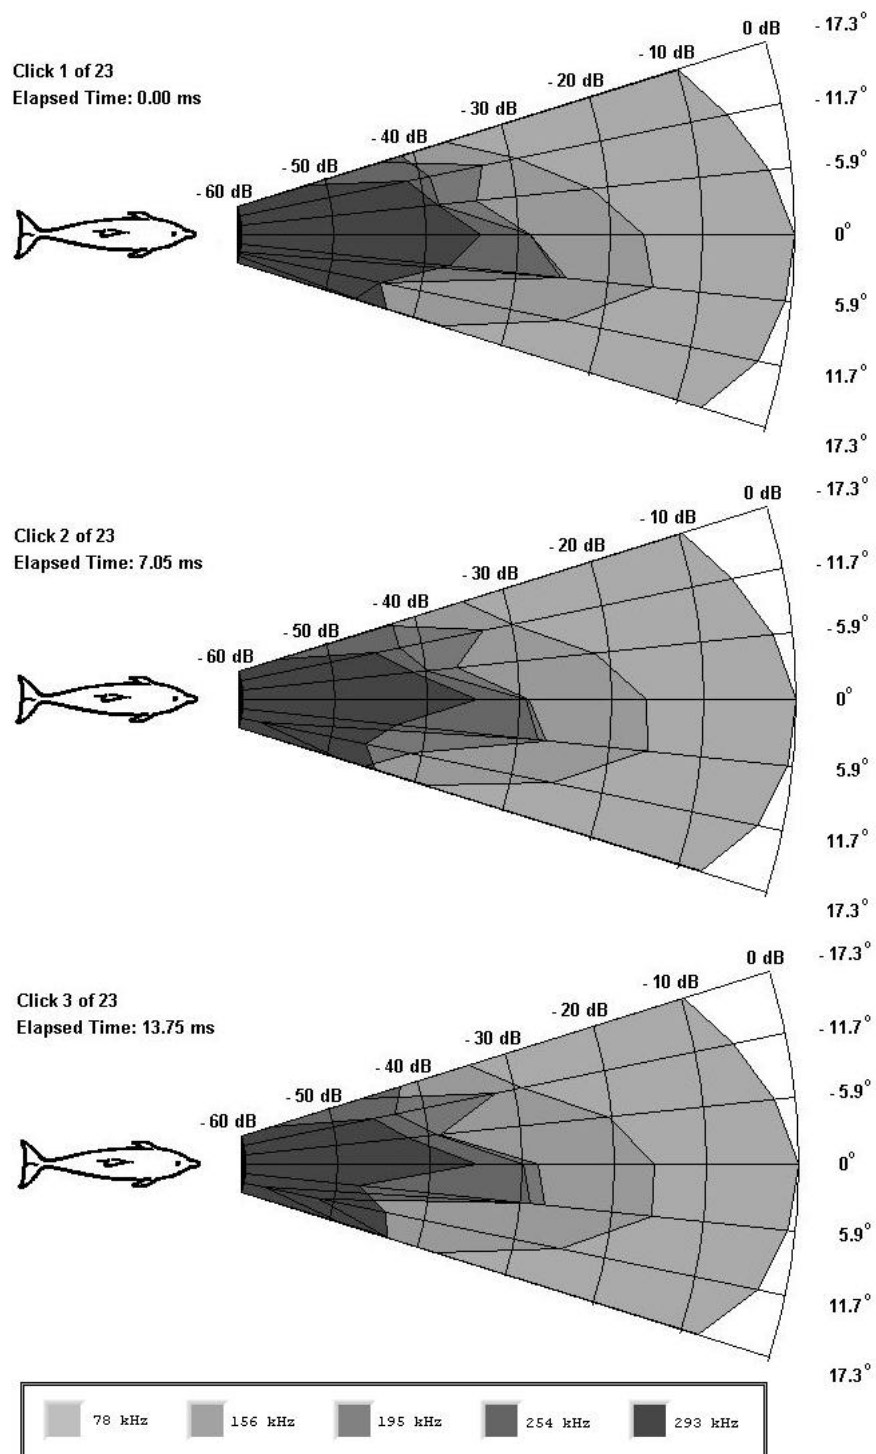 0 dB
- 17.3°
- 10 dB
Click 1 of 23
- 20 dB
Elapsed Time: 0.00 ms
- 11.7°
- 30 dB
- 40 dB
- 5.9°
- 50 dB
- 60 dB
0°
5.9°
11.7°
17.3°
0 dB
- 17.3°
- 10 dB
Click 2 of 23
- 20 dB
Elapsed Time: 7.05 ms
- 11.7°
- 30 dB
- 40 dB
- 5.9°
- 50 dB
- 60 dB
0°
5.9°
11.7°
17.3°
0 dB
- 17.3°
- 10 dB
Click 3 of 23
- 20 dB
Elapsed Time: 13.75 ms
- 11.7°
- 30 dB
- 40 dB
- 5.9°
- 50 dB
- 60 dB
0°
5.9°
11.7°
17.3°
78 kHz 156 kHz 195 kHz 254 kHz 293 kHz